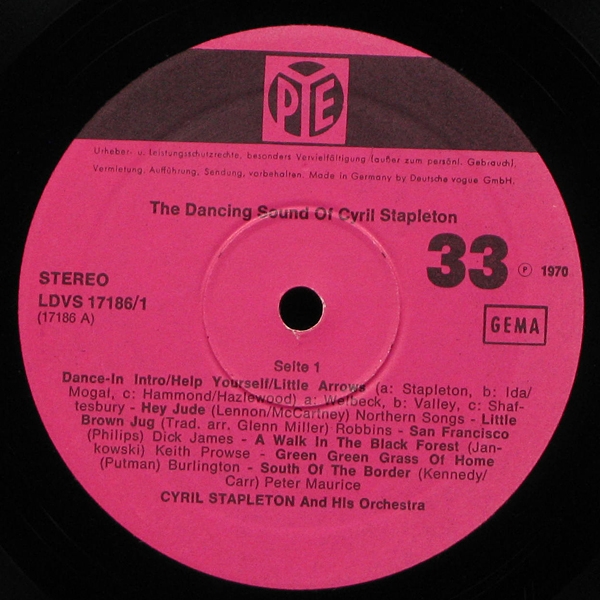 PYE
Urheber- u. Leistungsschutzrechte, besonders Vervielfältigung (außer zum persönl. Gebrauch),
Vermietung. Aufführung, Sendung, vorbehalten. Made in Germany by Deutsche vogue GmbH.
The Dancing Sound Of Cyril Stapleton
33 ℗ 1970
STEREO
LDVS 17186/1
(17186 A)
GEMA
Seite 1
Dance-In Intro/Help Yourself/Little Arrows (a: Stapleton, b: Ida/
Mogal, c: Hammond/Hazlewood) a: Welbeck, b: Valley, c: Shaf-
tesbury - Hey Jude (Lennon/McCartney) Northern Songs - Little
Brown Jug (Trad. arr. Glenn Miller) Robbins - San Francisco
(Philips) Dick James - A Walk In The Black Forest (Jan-
kowski) Keith Prowse - Green Green Grass Of Home
(Putman) Burlington - South Of The Border (Kennedy/
Carr) Peter Maurice
CYRIL STAPLETON And His Orchestra